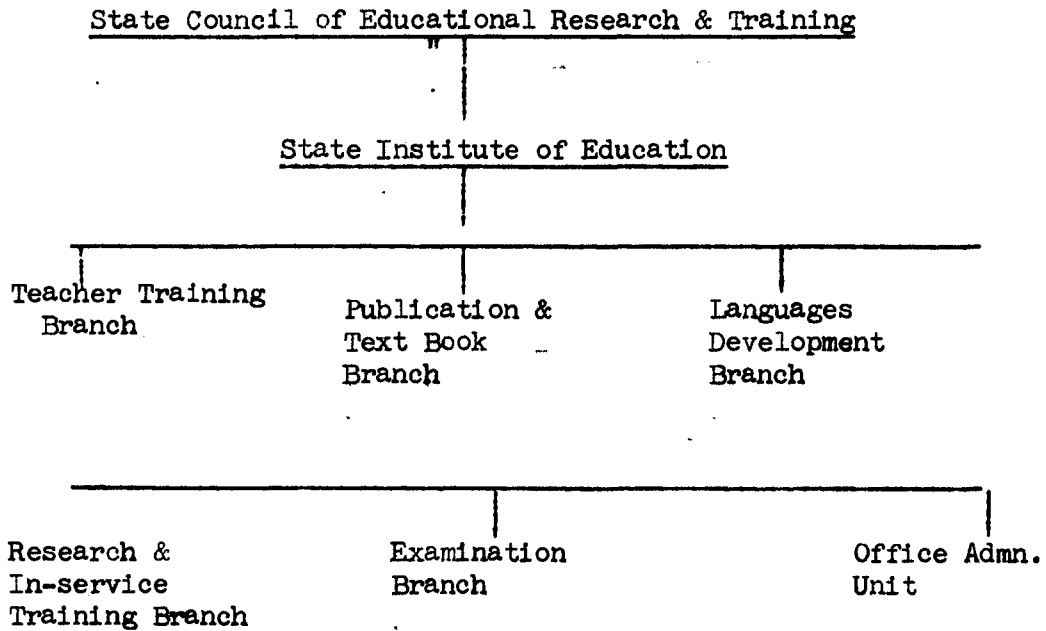 State Council of Educational Research & Training
State Institute of Education
Teacher Training
Branch
Publication &
Text Book
Branch
Languages
Development
Branch
Research &
In-service
Training Branch
Examination
Branch
Office Admn.
Unit